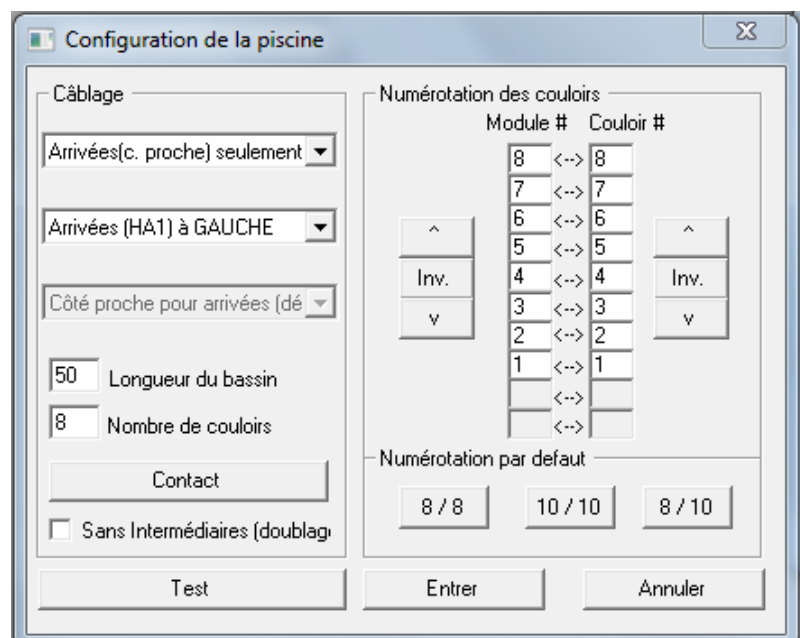 Configuration de la piscine
Câblage
Arrivées(c. proche) seulement
Arrivées (HA1) à GAUCHE
Côté proche pour arrivées (dé
50 Longueur du bassin
8 Nombre de couloirs
Contact
Sans Intermédiaires (doublag
Numérotation des couloirs
Module # Couloir #
8 <--> 8
7 <--> 7
6 <--> 6
5 <--> 5
4 <--> 4
3 <--> 3
2 <--> 2
1 <--> 1
<-->
<-->
^
Inv.
v
^
Inv.
v
Numérotation par defaut
8 / 8 10 / 10 8 / 10
Test Entrer Annuler